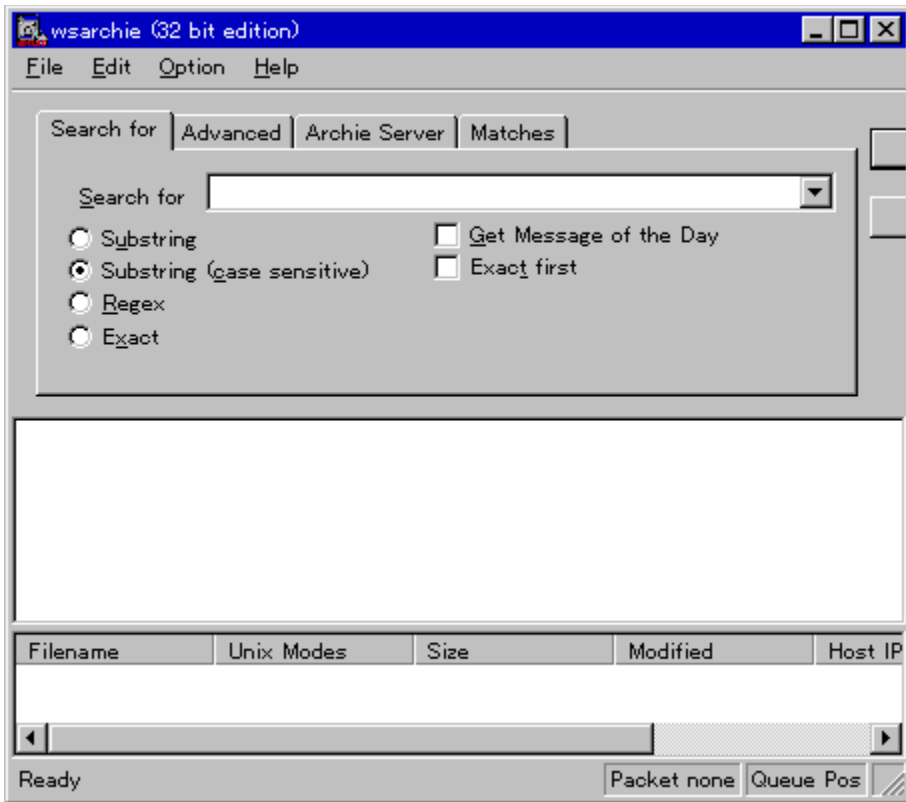 wsarchie (32 bit edition)
File Edit Option Help
Search for Advanced Archie Server Matches
Search for
Substring Get Message of the Day
Substring (case sensitive) Exact first
Regex
Exact
Filename Unix Modes Size Modified Host IP
Ready Packet none Queue Pos